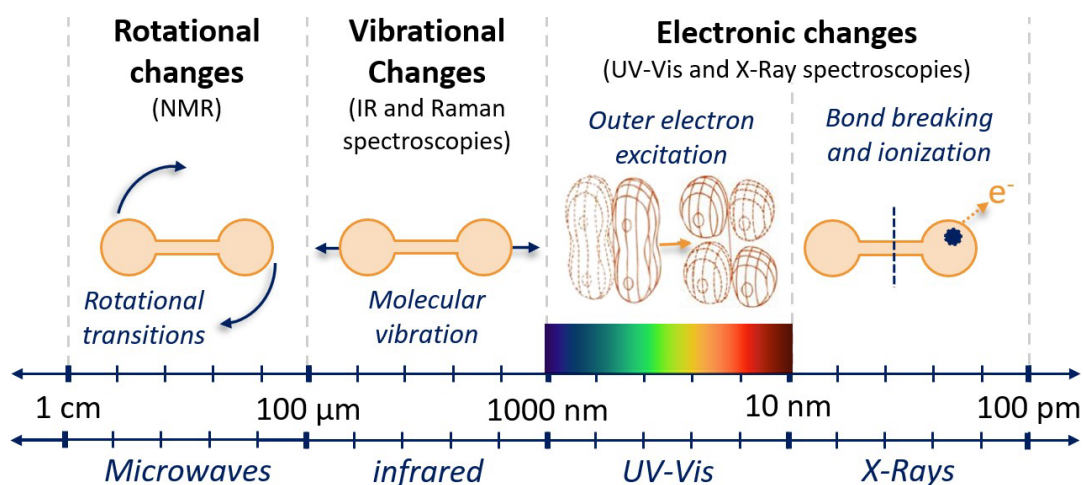 Rotational
changes
(NMR)
Vibrational
Changes
(IR and Raman
spectroscopies)
Electronic changes
(UV-Vis and X-Ray spectroscopies)
Outer electron
excitation
Bond breaking
and ionization
e⁻
Rotational
transitions
Molecular
vibration
1 cm
100 µm
1000 nm
10 nm
100 pm
Microwaves
infrared
UV-Vis
X-Rays